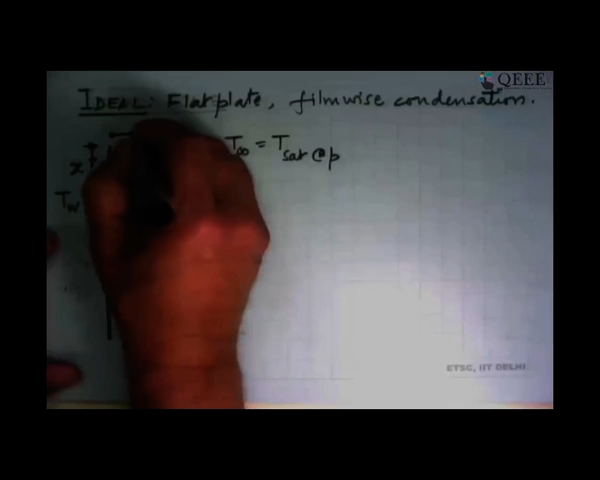 QEEE
IDEAL: Flat plate, filmwise condensation.
T∞ = Tsat @ p
x
Tw
ETSC, IIT DELHI